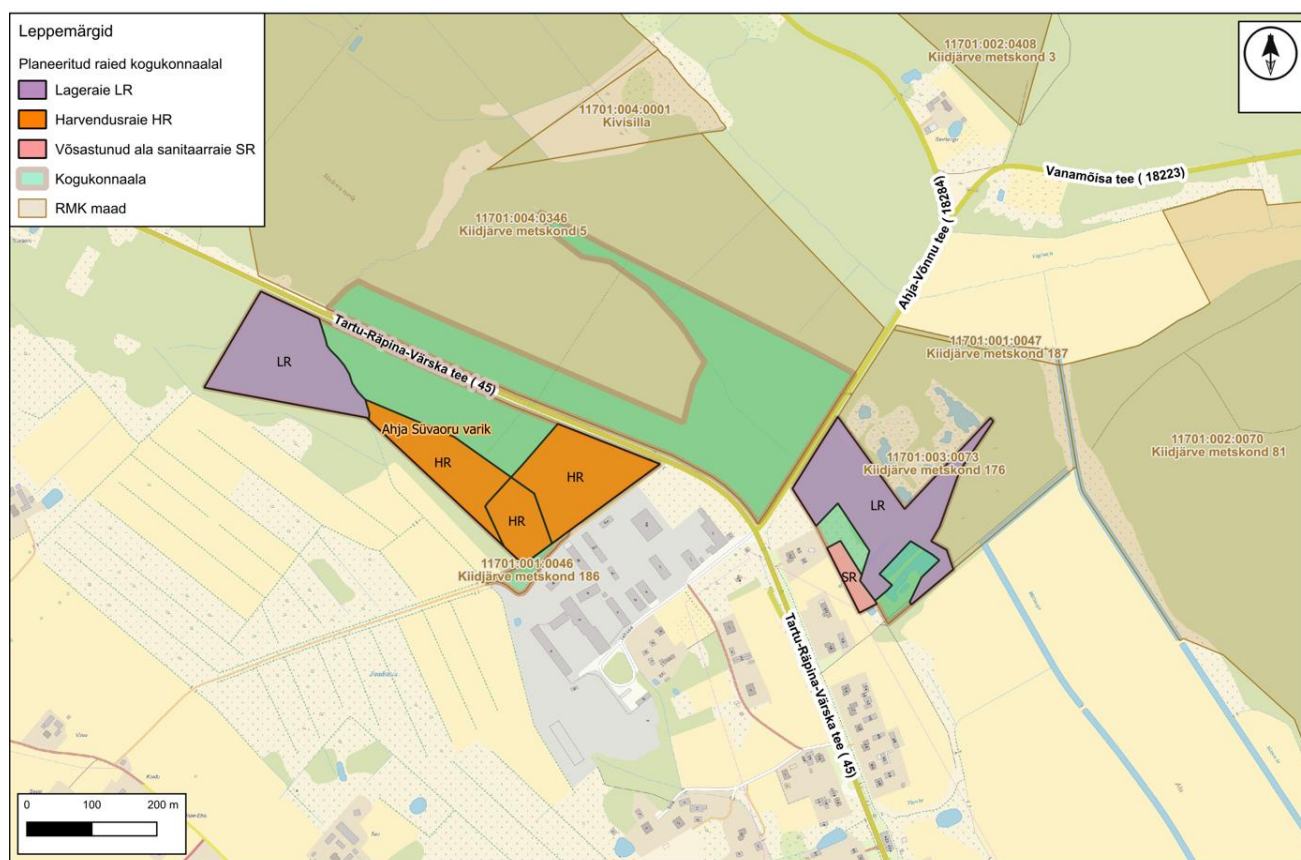 Leppemärgid
Planeeritud raied kogukonnaalal
Lageraie LR
Harvendusraie HR
Võsastunud ala sanitaarraie SR
Kogukonnaala
RMK maad
11701:002:0408
Kiidjärve metskond 3
11701:004:0001
Kivisilla
Vanamõisa tee ( 18223)
Ahja-Võnnu tee ( 18284)
11701:004:0346
Kiidjärve metskond 5
Tartu-Räpina-Värska tee ( 45)
11701:001:0047
Kiidjärve metskond 187
LR
Ahja Süvaoru varik
HR
HR
HR
11701:003:0073
Kiidjärve metskond 176
LR
11701:002:0070
Kiidjärve metskond 81
SR
11701:001:0046
Kiidjärve metskond 186
Tartu-Räpina-Värska tee ( 45)
0 100 200 m